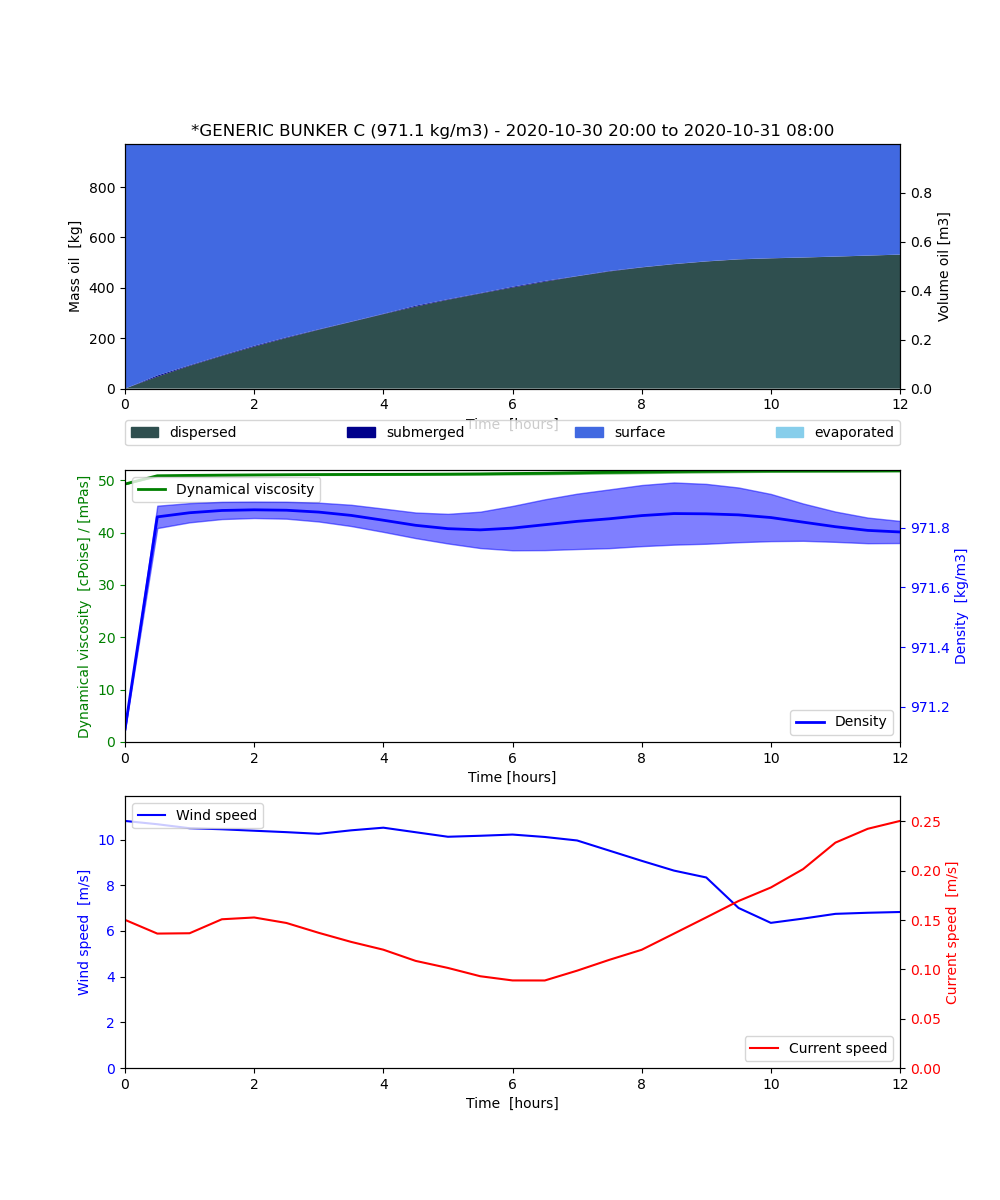 *GENERIC BUNKER C (971.1 kg/m3) - 2020-10-30 20:00 to 2020-10-31 08:00
Mass oil [kg]
800
600
400
200
0
0.8
0.6
0.4
0.2
0.0
Volume oil [m3]
0 2 4 6 8 10 12
Time [hours]
dispersed submerged surface evaporated
Dynamical viscosity [cPoise] / [mPas]
50
40
30
20
10
0
Dynamical viscosity
971.8
971.6
971.4
971.2
Density [kg/m3]
Density
0 2 4 6 8 10 12
Time [hours]
Wind speed [m/s]
10
8
6
4
2
0
Wind speed
0.25
0.20
0.15
0.10
0.05
0.00
Current speed [m/s]
Current speed
0 2 4 6 8 10 12
Time [hours]